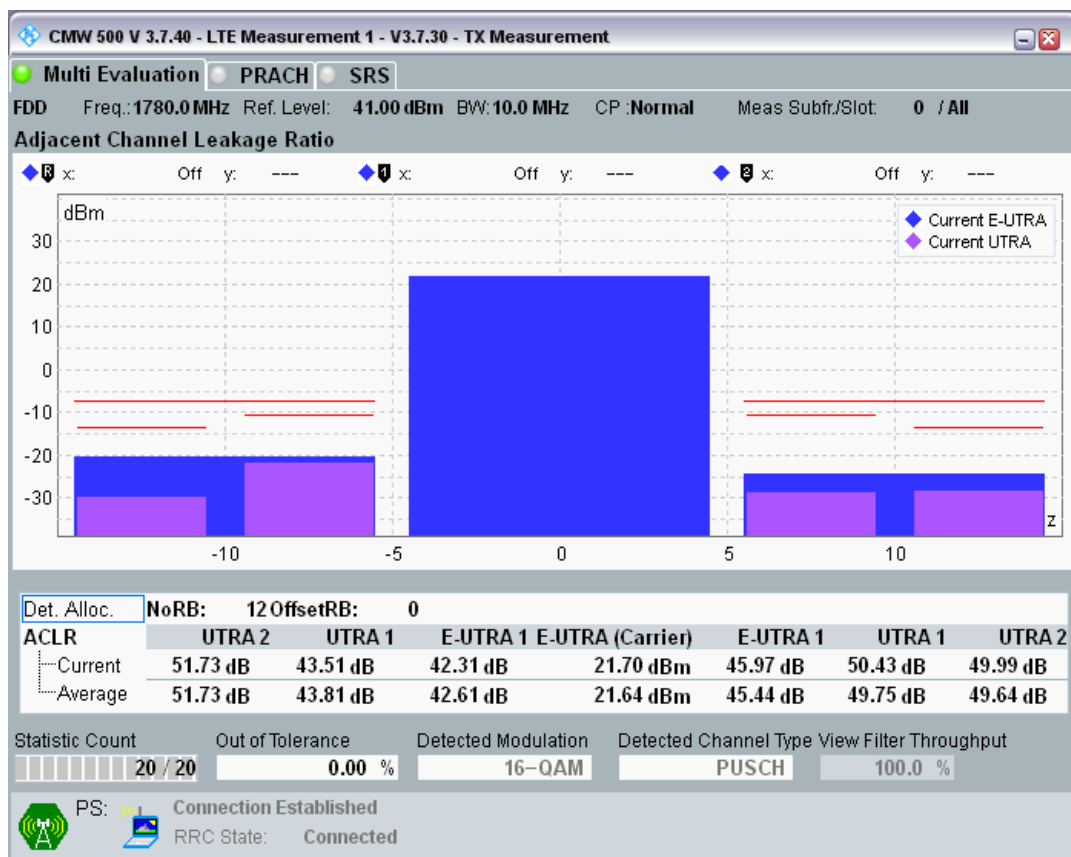 CMW 500 V 3.7.40 - LTE Measurement 1 - V3.7.30 - TX Measurement
Multi Evaluation PRACH SRS
FDD Freq.: 1780.0 MHz Ref. Level: 41.00 dBm BW: 10.0 MHz CP :Normal Meas Subfr./Slot: 0 / All
Adjacent Channel Leakage Ratio
R x: Off y: --- 1 x: Off y: --- 2 x: Off y: ---
dBm
Current E-UTRA
Current UTRA
30
20
10
0
-10
-20
-30
z
-10 -5 0 5 10
Det. Alloc. NoRB: 12 OffsetRB: 0
ACLR UTRA 2 UTRA 1 E-UTRA 1 E-UTRA (Carrier) E-UTRA 1 UTRA 1 UTRA 2
Current 51.73 dB 43.51 dB 42.31 dB 21.70 dBm 45.97 dB 50.43 dB 49.99 dB
Average 51.73 dB 43.81 dB 42.61 dB 21.64 dBm 45.44 dB 49.75 dB 49.64 dB
Statistic Count Out of Tolerance Detected Modulation Detected Channel Type View Filter Throughput
20 / 20 0.00 % 16-QAM PUSCH 100.0 %
PS: Connection Established
RRC State: Connected